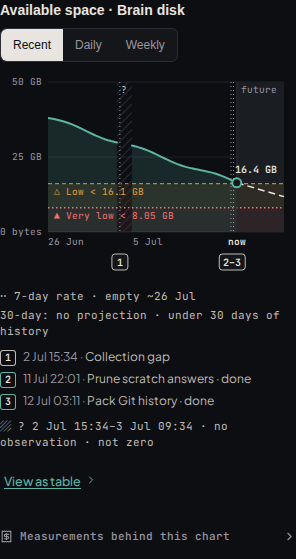 Available space · Brain disk
Recent Daily Weekly
50 GB
? future
25 GB
16.4 GB
△ Low < 16.1 GB
▲ Very low < 8.05 GB
0 bytes
26 Jun 5 Jul now
1 2–3
7-day rate · empty ~26 Jul
30-day: no projection · under 30 days of
history
1 2 Jul 15:34 · Collection gap
2 11 Jul 22:01 · Prune scratch answers · done
3 12 Jul 03:11 · Pack Git history · done
? 2 Jul 15:34–3 Jul 09:34 · no
observation · not zero
View as table >
Measurements behind this chart >